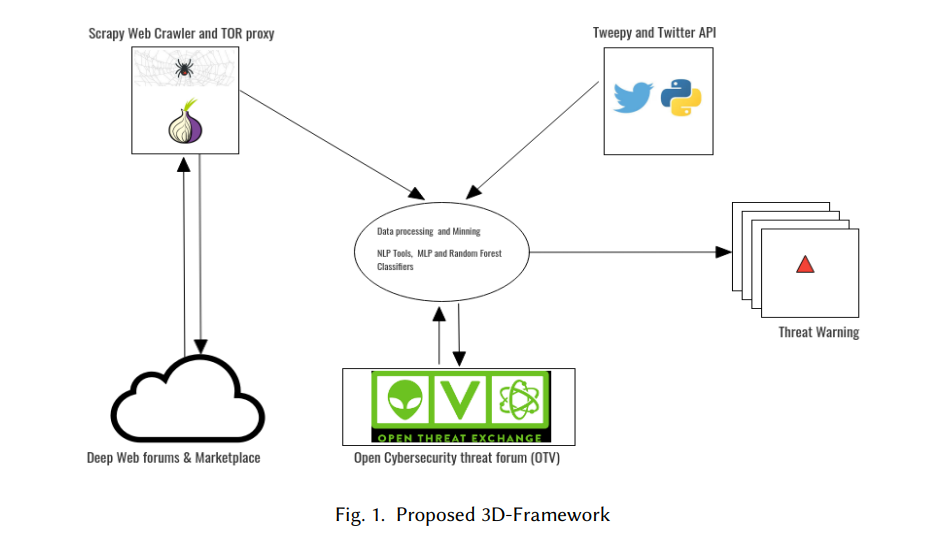 Scrapy Web Crawler and TOR proxy
Tweepy and Twitter API
Data processing and Minning
NLP Tools, MLP and Random Forest
Classifiers
Threat Warning
OPEN THREAT EXCHANGE
Deep Web forums & Marketplace
Open Cybersecurity threat forum (OTV)
Fig. 1. Proposed 3D-Framework